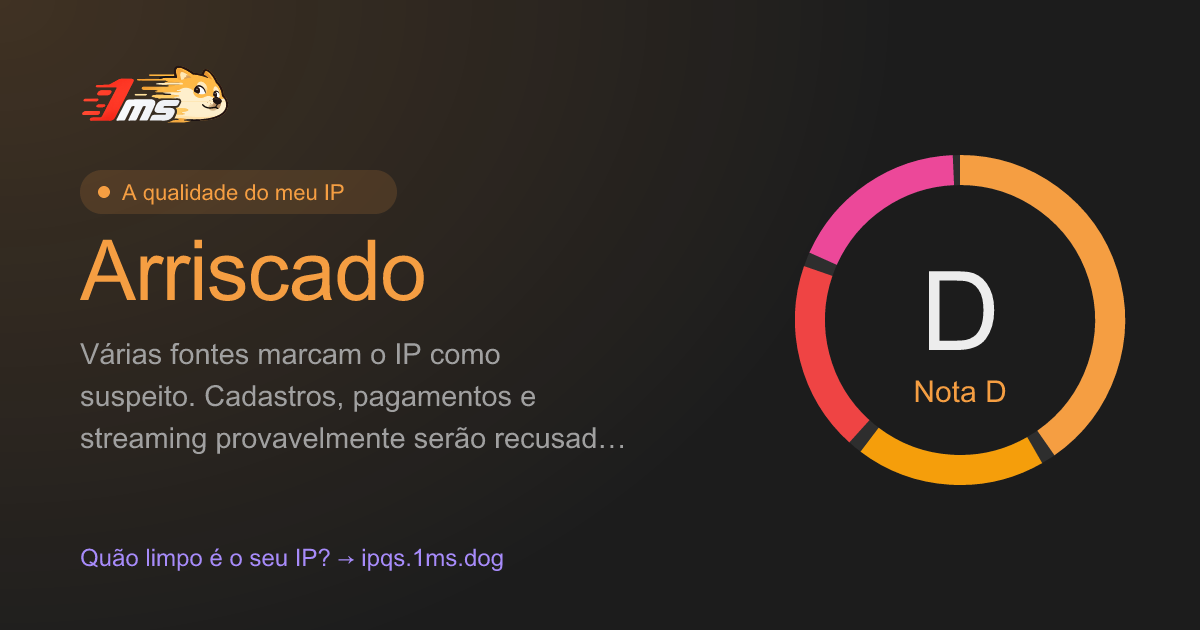 1ms
A qualidade do meu IP
Arriscado
Várias fontes marcam o IP como
suspeito. Cadastros, pagamentos e
streaming provavelmente serão recusad…
Quão limpo é o seu IP? → ipqs.1ms.dog
D
Nota D